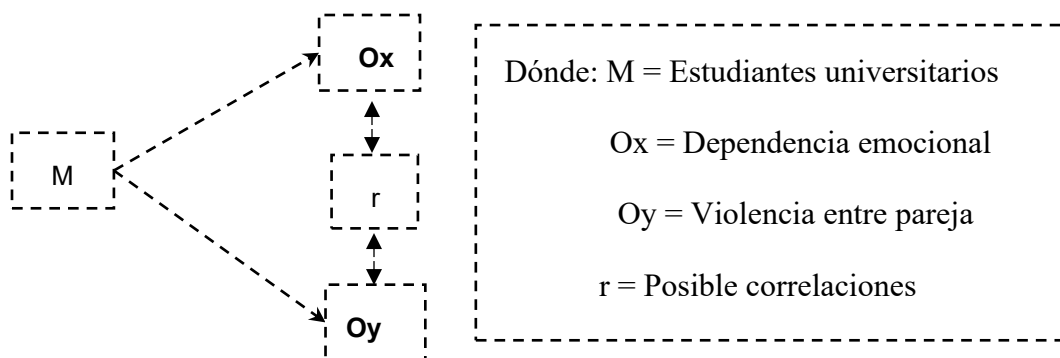 Ox
M
r
Oy
Dónde: M = Estudiantes universitarios
Ox = Dependencia emocional
Oy = Violencia entre pareja
r = Posible correlaciones